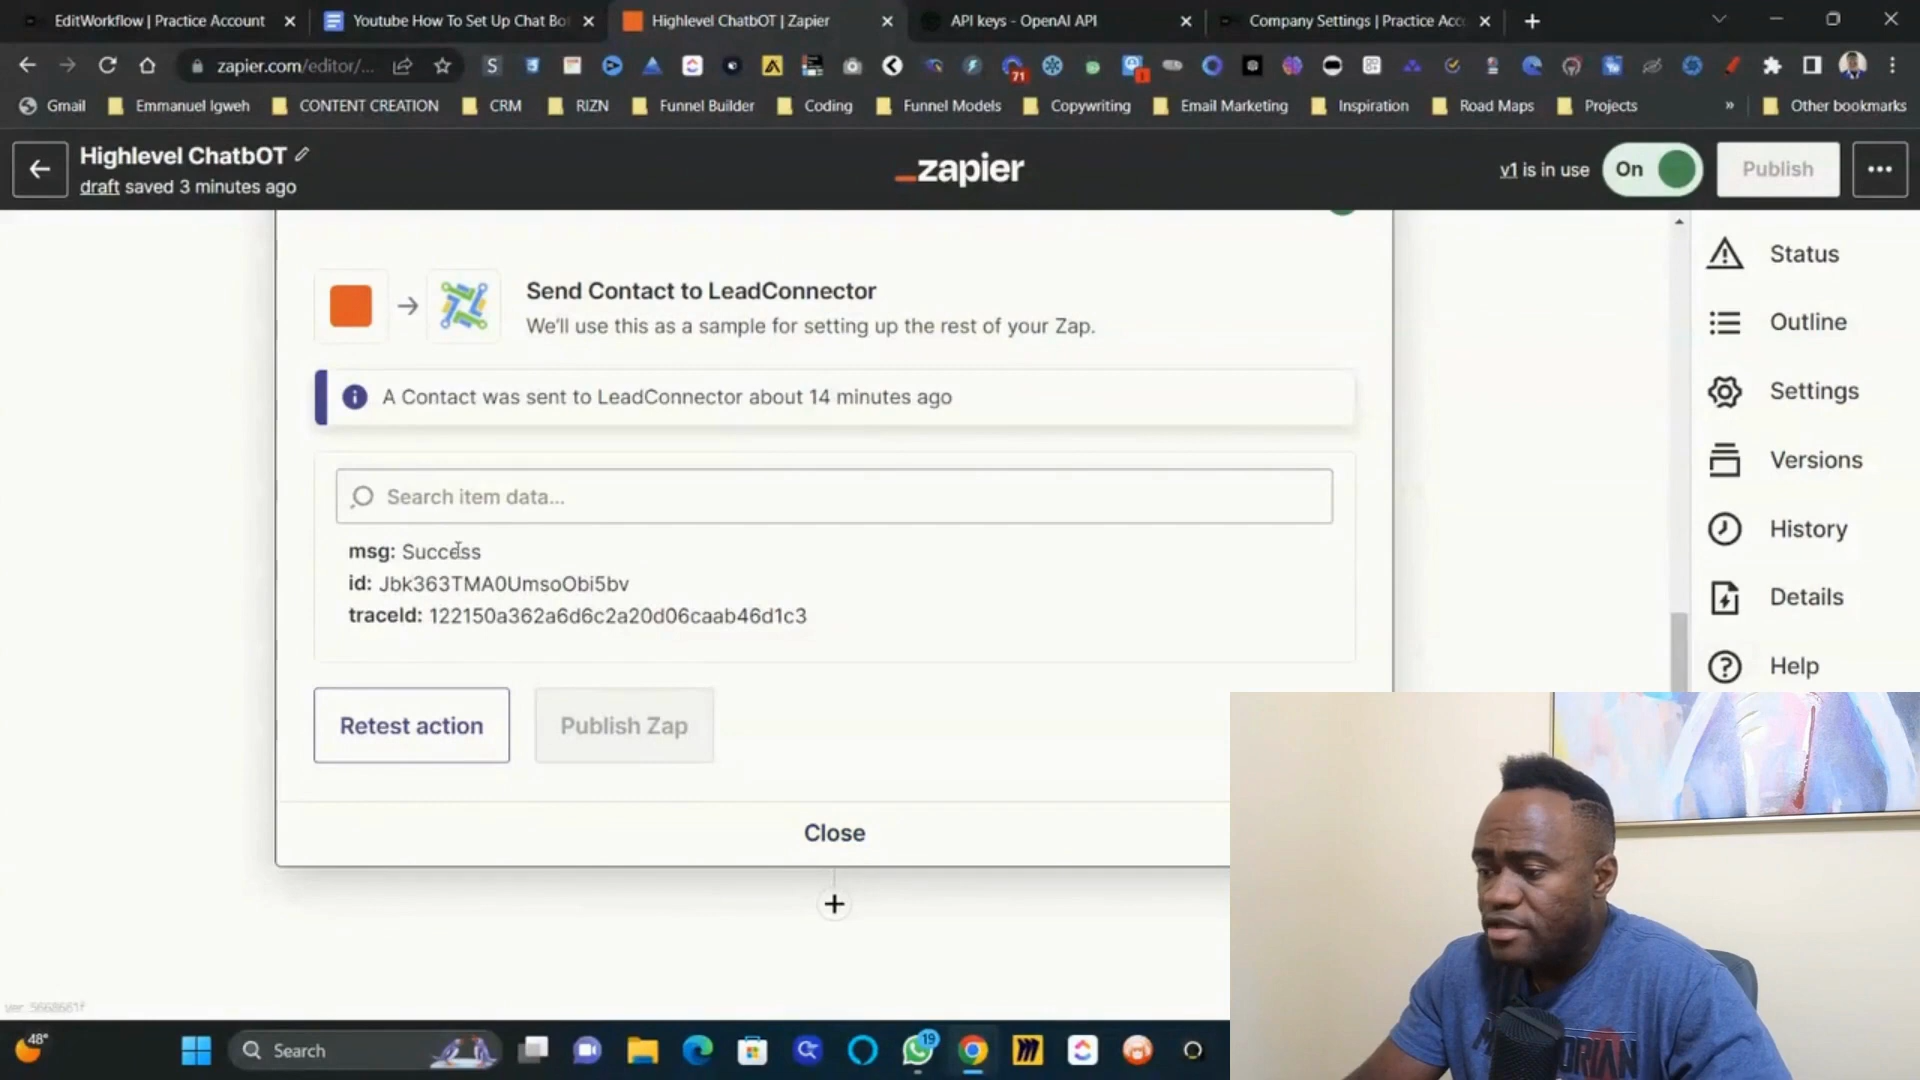 EditWorkflow | Practice Account
Youtube How To Set Up Chat Bo
Highlevel ChatbOT | Zapier
API keys - OpenAI API
Company Settings | Practice Acc
zapier.com/editor/...
71
Gmail
Emmanuel Igweh
CONTENT CREATION
CRM
RIZN
Funnel Builder
Coding
Funnel Models
Copywriting
Email Marketing
Inspiration
Road Maps
Projects
»
Other bookmarks
Highlevel ChatbOT
draft saved 3 minutes ago
zapier
v1 is in use
On
Publish
Send Contact to LeadConnector
We'll use this as a sample for setting up the rest of your Zap.
A Contact was sent to LeadConnector about 14 minutes ago
Search item data...
msg: Success
id: Jbk363TMA0UmsoObi5bv
traceId: 122150a362a6d6c2a20d06caab46d1c3
Retest action
Publish Zap
Close
Status
Outline
Settings
Versions
History
Details
Help
48°
Search
19